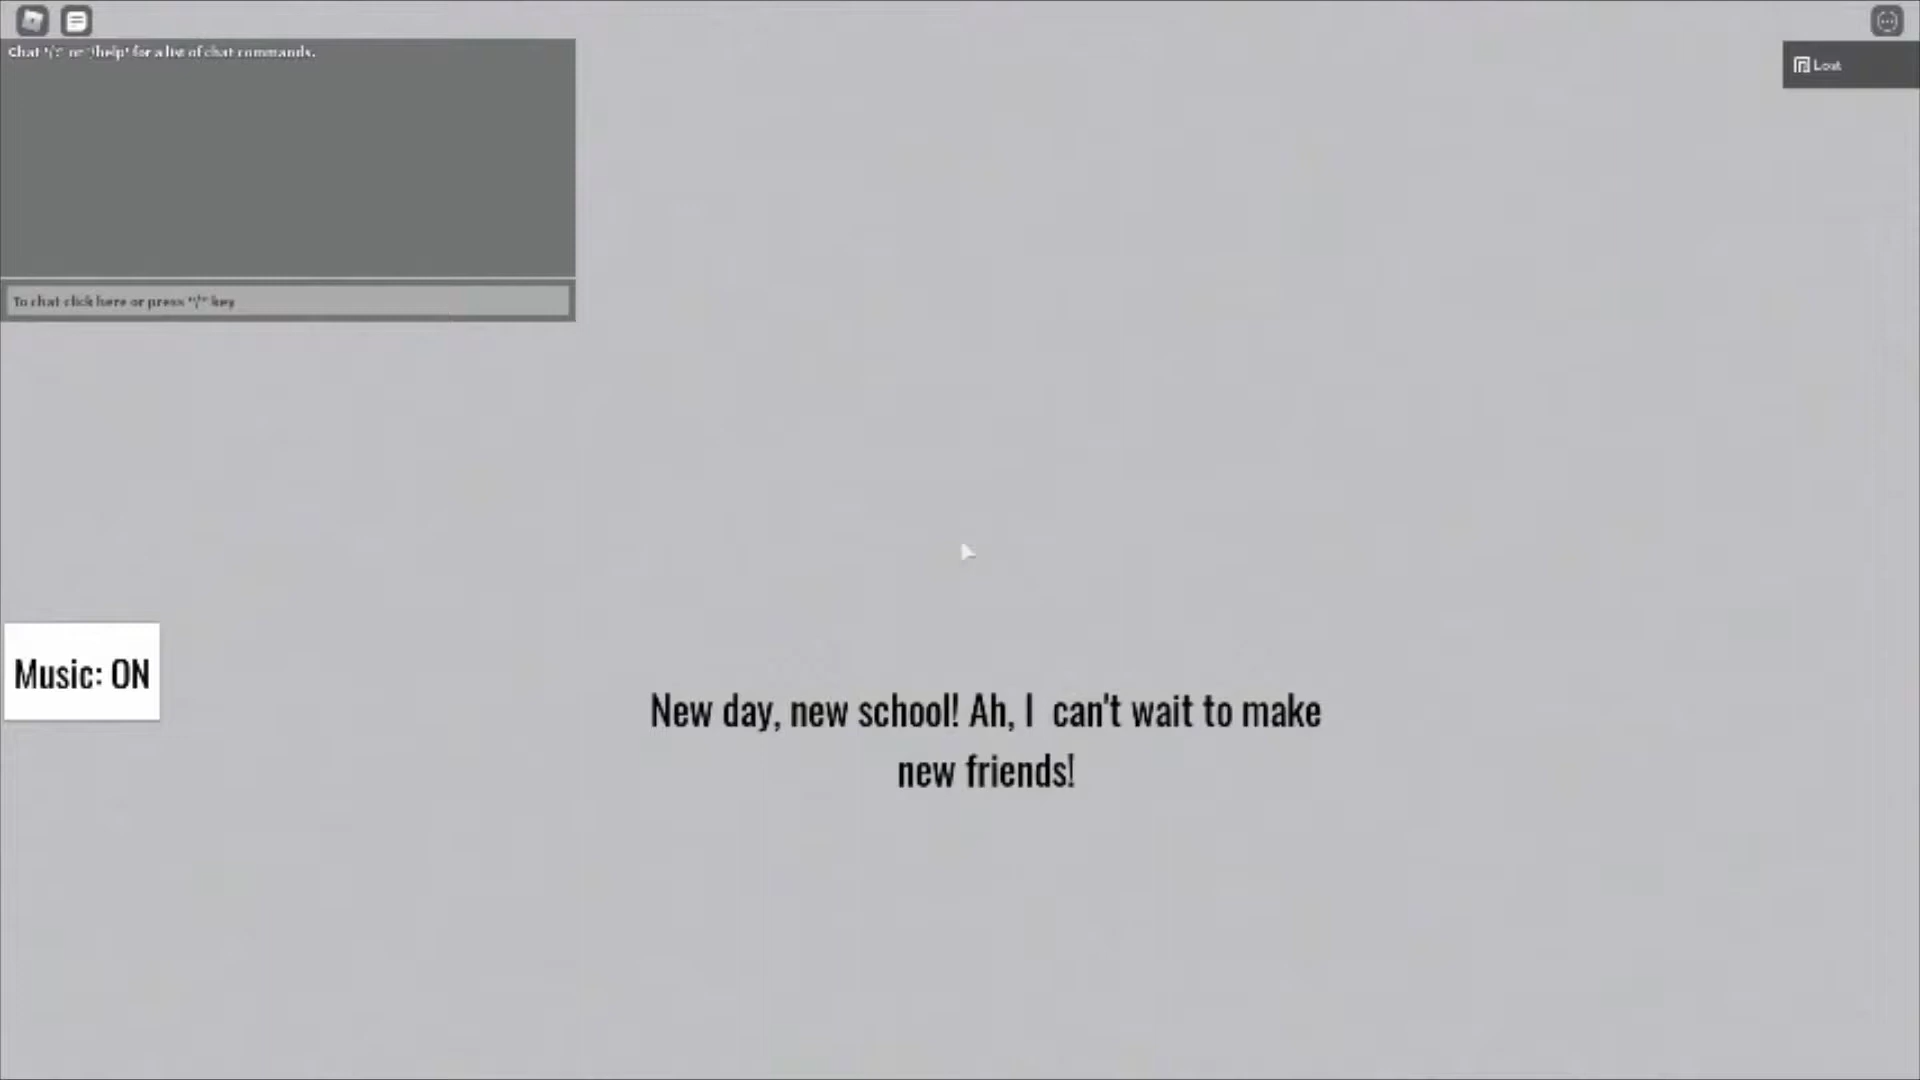 Chat '/?' or '/help' for a list of chat commands.
Lost
To chat click here or press "/" key
Music: ON
New day, new school! Ah, I  can't wait to make
new friends!